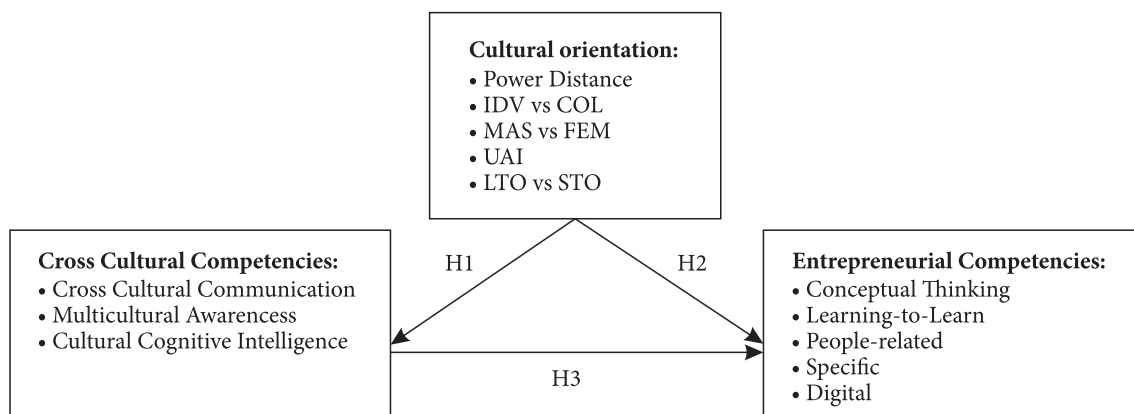 Cultural orientation:
• Power Distance
• IDV vs COL
• MAS vs FEM
• UAI
• LTO vs STO
H1
H2
Cross Cultural Competencies:
• Cross Cultural Communication
• Multicultural Awarencess
• Cultural Cognitive Intelligence
Entrepreneurial Competencies:
• Conceptual Thinking
• Learning-to-Learn
• People-related
• Specific
• Digital
H3